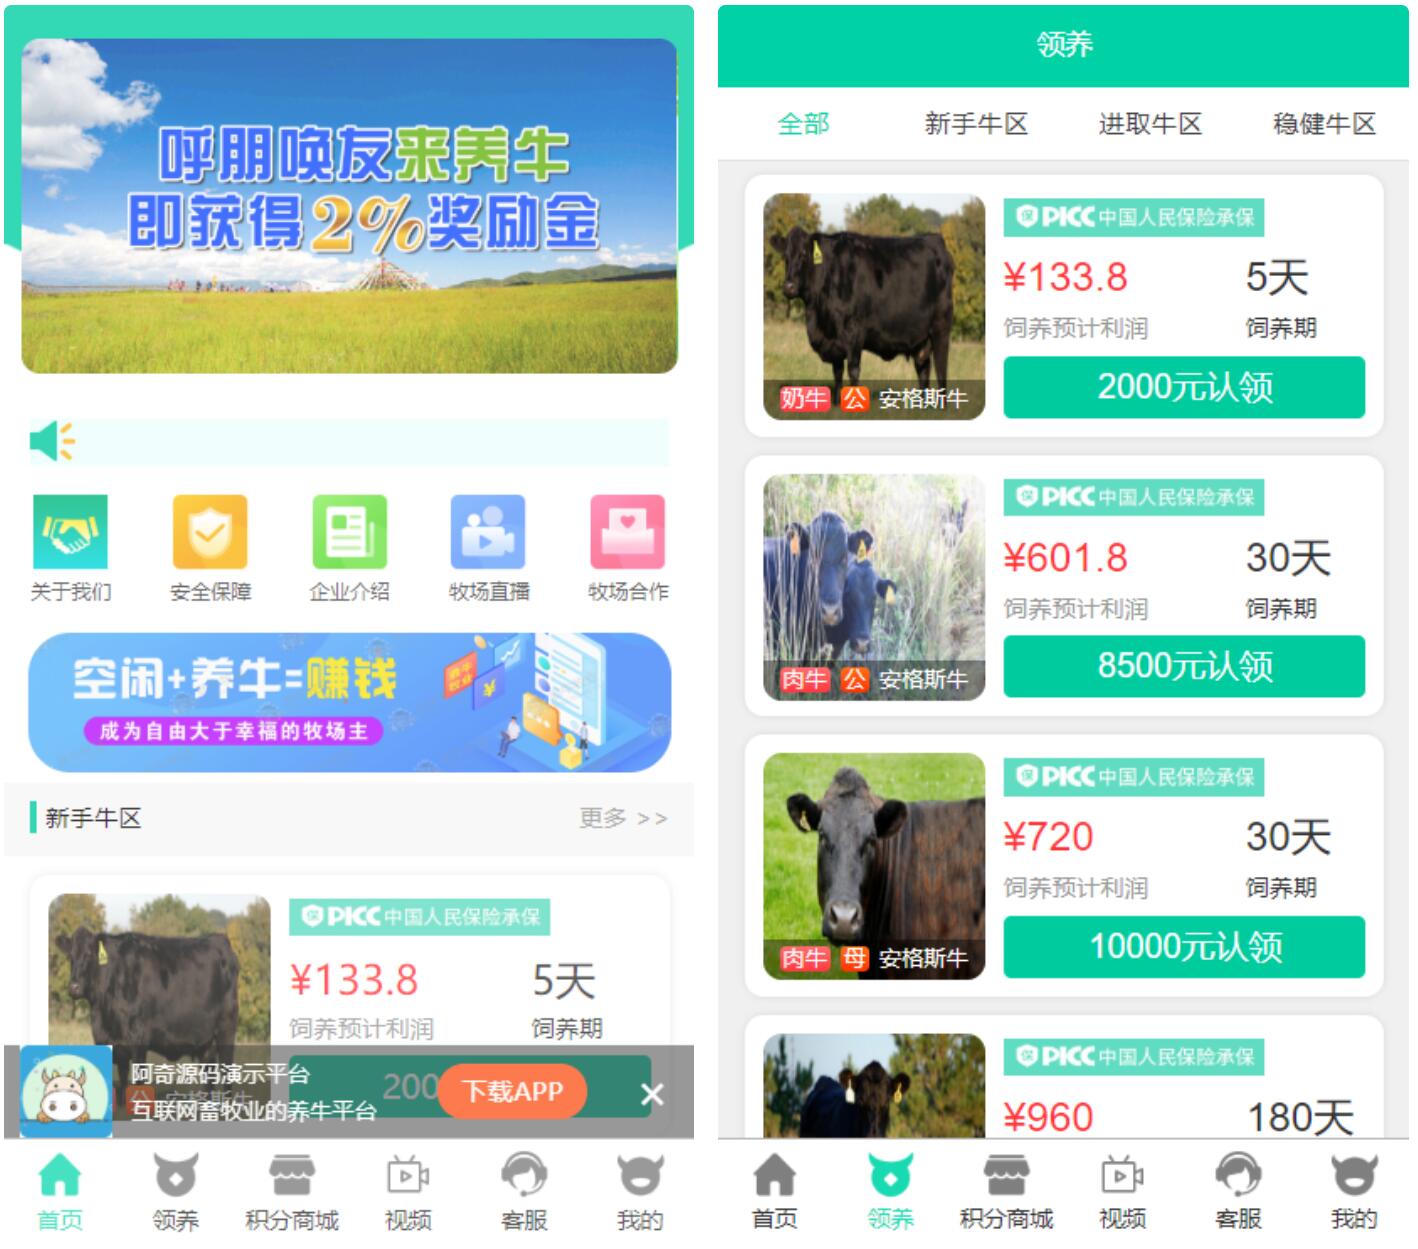 呼朋唤友来养牛
即获得2%奖励金
关于我们
安全保障
企业介绍
牧场直播
牧场合作
空闲+养牛=赚钱
成为自由大于幸福的牧场主
新手牛区
更多 >>
PICC 中国人民保险承保
¥133.8
5天
饲养预计利润
饲养期
阿奇源码演示平台
互联网畜牧业的养牛平台
200
下载APP
首页
领养
积分商城
视频
客服
我的
领养
全部
新手牛区
进取牛区
稳健牛区
PICC 中国人民保险承保
¥133.8
5天
饲养预计利润
饲养期
2000元认领
奶牛 公 安格斯牛
PICC 中国人民保险承保
¥601.8
30天
饲养预计利润
饲养期
8500元认领
肉牛 公 安格斯牛
PICC 中国人民保险承保
¥720
30天
饲养预计利润
饲养期
10000元认领
肉牛 母 安格斯牛
PICC 中国人民保险承保
¥960
180天
首页
领养
积分商城
视频
客服
我的